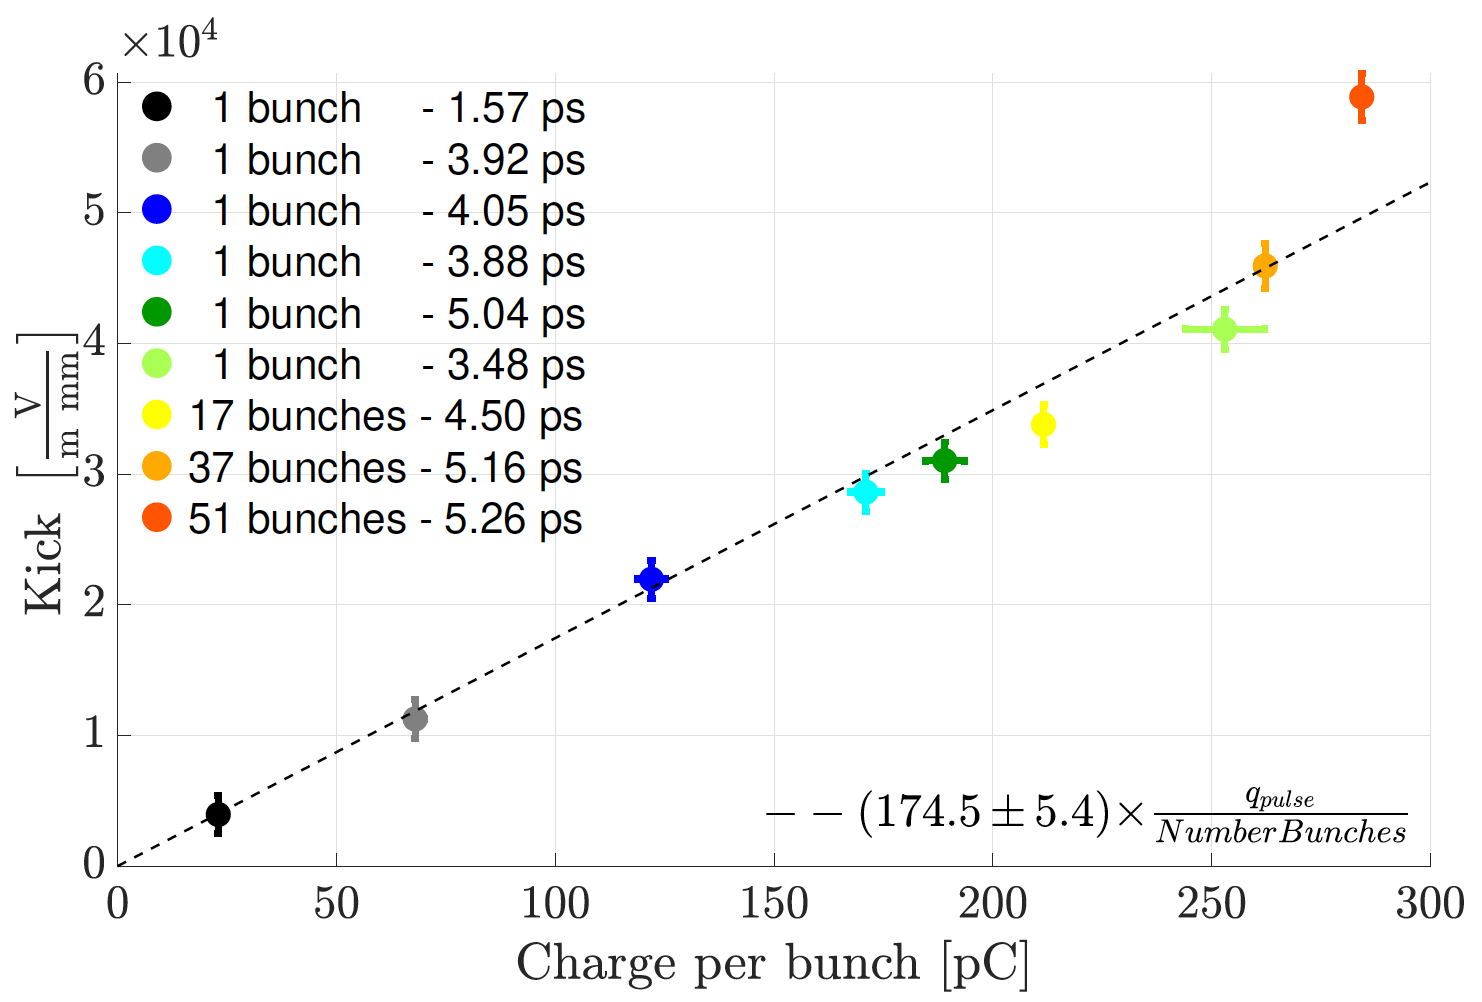 ×10⁴
6
5
4
3
2
1
0
Kick [V / m mm]
1 bunch - 1.57 ps
1 bunch - 3.92 ps
1 bunch - 4.05 ps
1 bunch - 3.88 ps
1 bunch - 5.04 ps
1 bunch - 3.48 ps
17 bunches - 4.50 ps
37 bunches - 5.16 ps
51 bunches - 5.26 ps
-- (174.5 ± 5.4) × q_pulse / NumberBunches
0 50 100 150 200 250 300
Charge per bunch [pC]